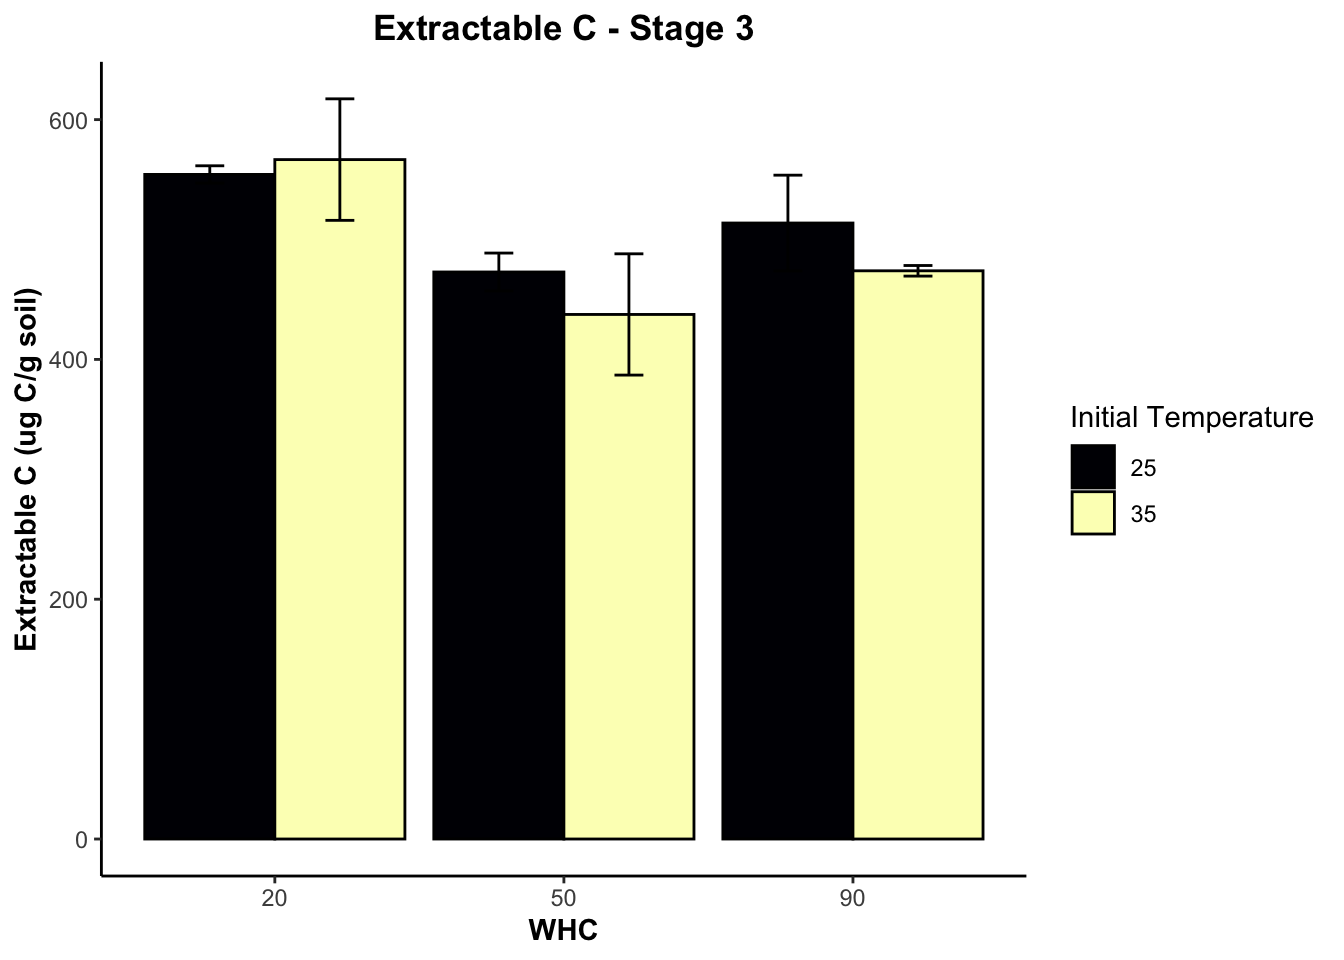 Extractable C - Stage 3
Extractable C (ug C/g soil)
600
400
200
0
20
50
90
WHC
Initial Temperature
25
35